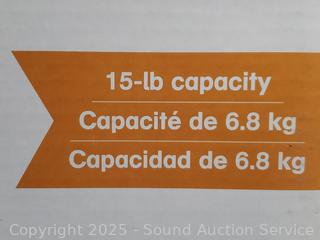 15-lb capacity
Capacité de 6.8 kg
Capacidad de 6.8 kg
Copyright 2025 - Sound Auction Service